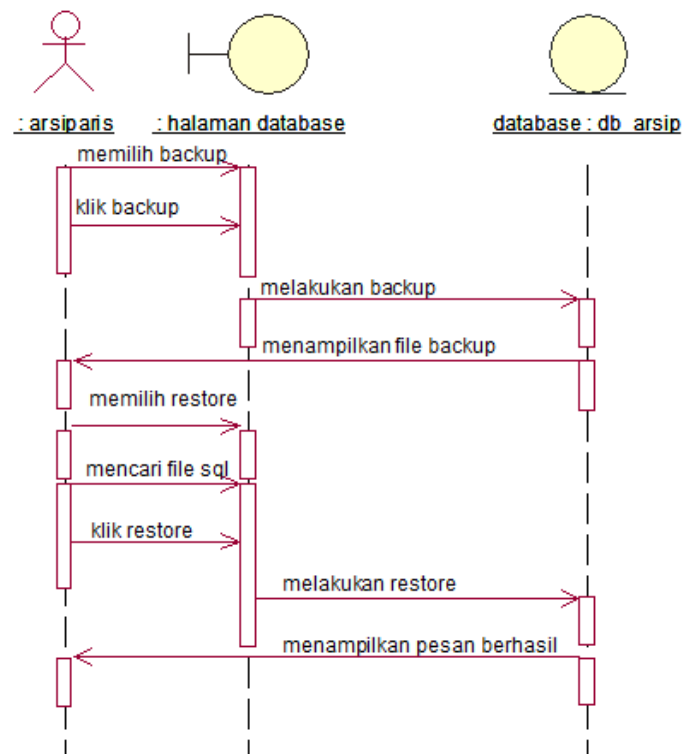 : arsiparis
: halaman database
database : db_arsip
memilih backup
klik backup
melakukan backup
menampilkan file backup
memilih restore
mencari file sql
klik restore
melakukan restore
menampilkan pesan berhasil